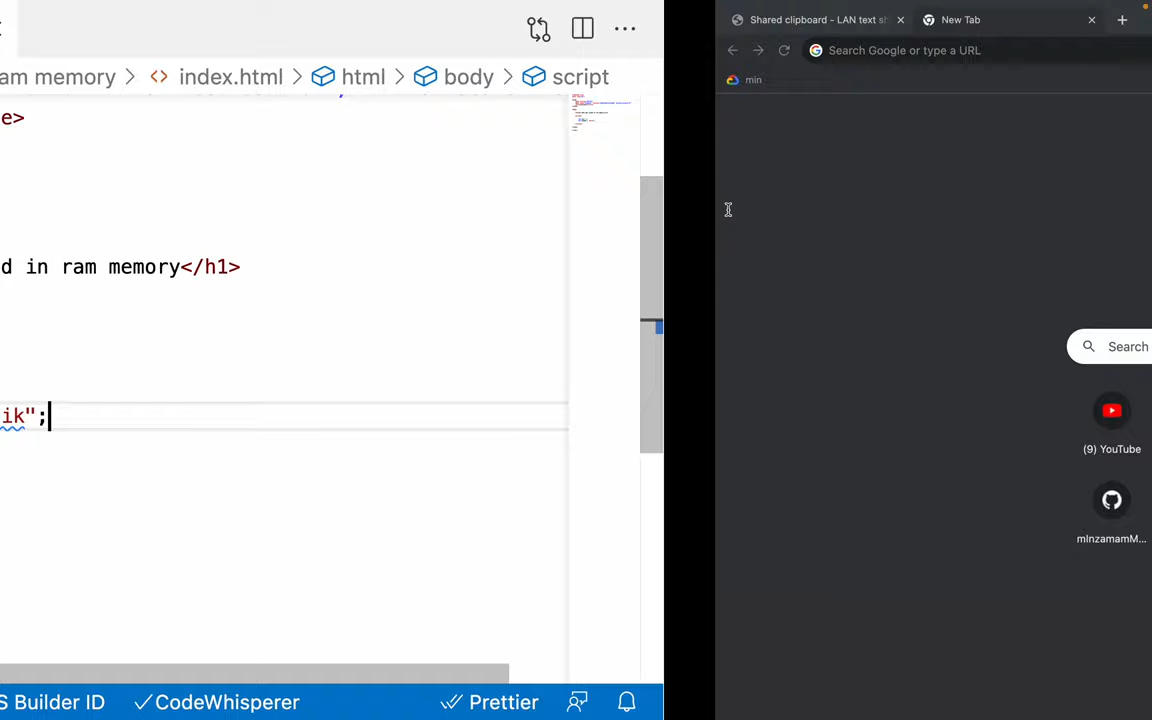 ram memory > <> index.html > html > body > script
e>
d in ram memory</h1>
ik";
S Builder ID
CodeWhisperer
Prettier
Shared clipboard - LAN text sh
New Tab
Search Google or type a URL
min
Search
(9) YouTube
mInzamamM...